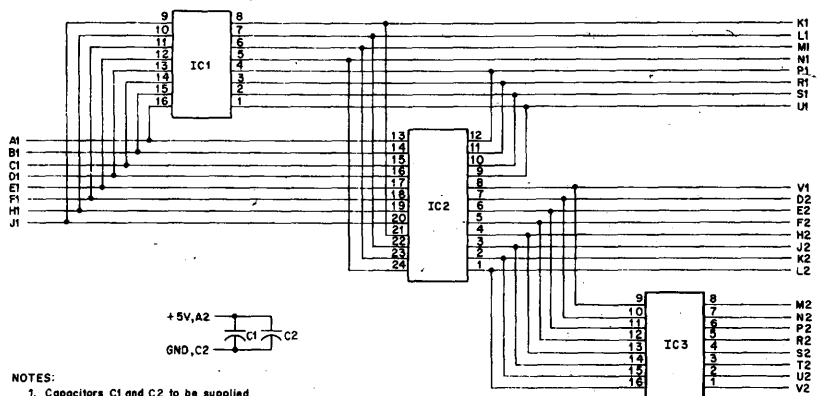 9 8 K1
10 7 L1
11 6 M1
12 5 N1
13 IC1 4 P1
14 3 R1
15 2 S1
16 1 U1
A1 13 12
B1 14 11
C1 15 10
D1 16 9
E1 17 8 V1
F1 18 IC2 7 D2
H1 19 6 E2
J1 20 5 F2
21 4 H2
22 3 J2
23 2 K2
24 1 L2
+5V,A2
C1 C2
GND,C2
9 8 M2
10 7 N2
11 6 P2
12 IC3 5 R2
13 4 S2
14 3 T2
15 2 U2
16 1 V2
NOTES:
1. Capacitors C1 and C2 to be supplied